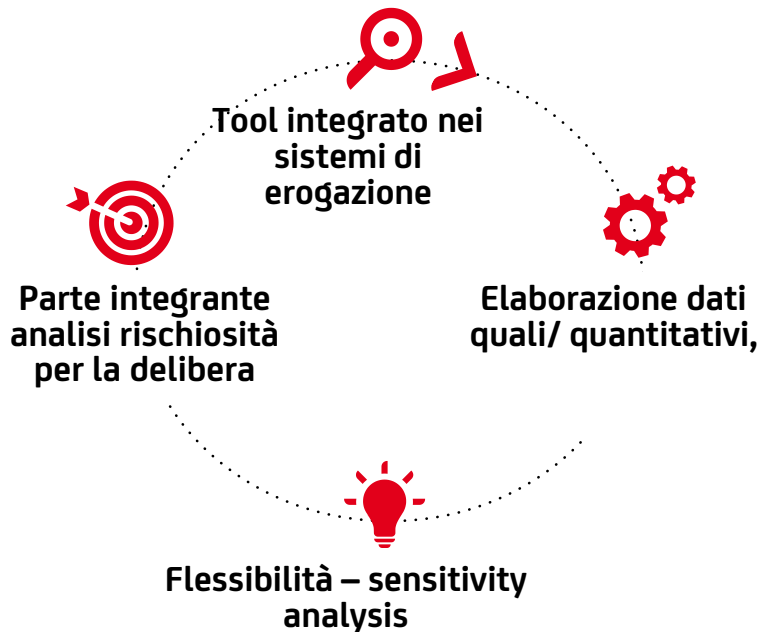 Tool integrato nei
sistemi di
erogazione
Parte integrante
analisi rischiosità
per la delibera
Elaborazione dati
quali/ quantitativi,
Flessibilità – sensitivity
analysis